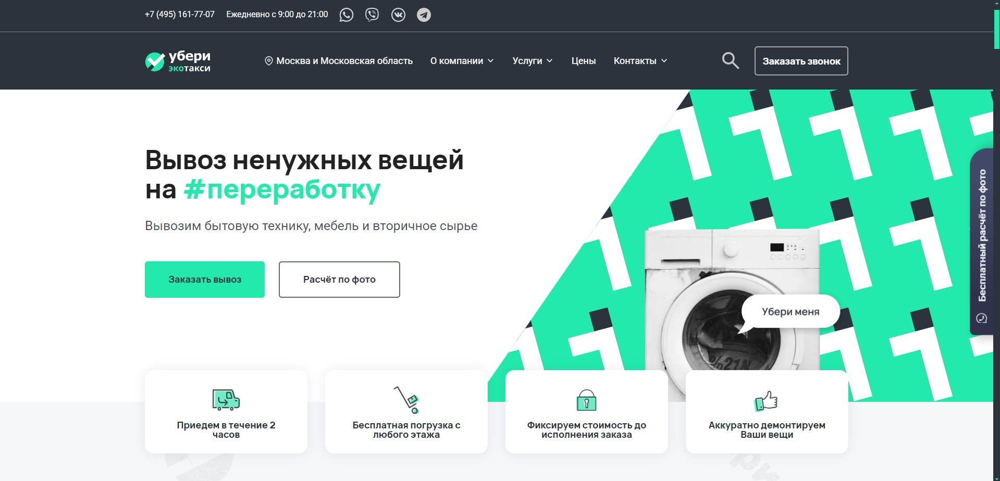 +7 (495) 161-77-07 Ежедневно с 9:00 до 21:00
убери
экотакси
Москва и Московская область О компании Услуги Цены Контакты
Заказать звонок
Вывоз ненужных вещей
на #переработку
Вывозим бытовую технику, мебель и вторичное сырье
Заказать вывоз
Расчёт по фото
Убери меня
Бесплатный расчёт по фото
Приедем в течение 2
часов
Бесплатная погрузка с
любого этажа
Фиксируем стоимость до
исполнения заказа
Аккуратно демонтируем
Ваши вещи